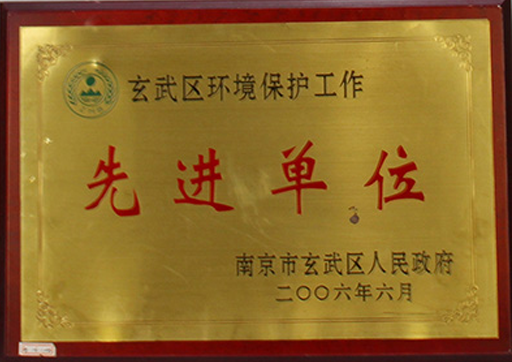 玄武区环境保护工作
先进单位
南京市玄武区人民政府
二〇〇六年六月